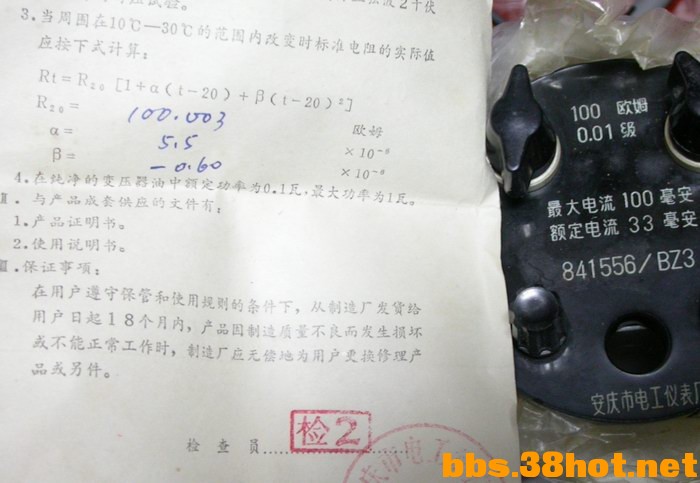 3.当周围在10℃—30℃的范围内改变时标准电阻的实际值
应按下式计算:
Rt=R₂₀[1+α(t-20)+β(t-20)²]
R₂₀= 100.003 欧姆
α= 5.5 ×10⁻⁶
β= -0.60 ×10⁻⁶
4.在纯净的变压器油中额定功率为0.1瓦,最大功率为1瓦。
.与产品成套供应的文件有:
1.产品证明书。
2.使用说明书。
.保证事项:
在用户遵守保管和使用规则的条件下,从制造厂发货给
用户日起18个月内,产品因制造质量不良而发生损坏
或不能正常工作时,制造厂应无偿地为用户更换修理产
品或另件。
检查员 检2
庆市电工
100 欧姆
0.01 级
最大电流 100 毫安
额定电流 33 毫安
841556/BZ3
安庆市电工仪表厂
bbs.38hot.net